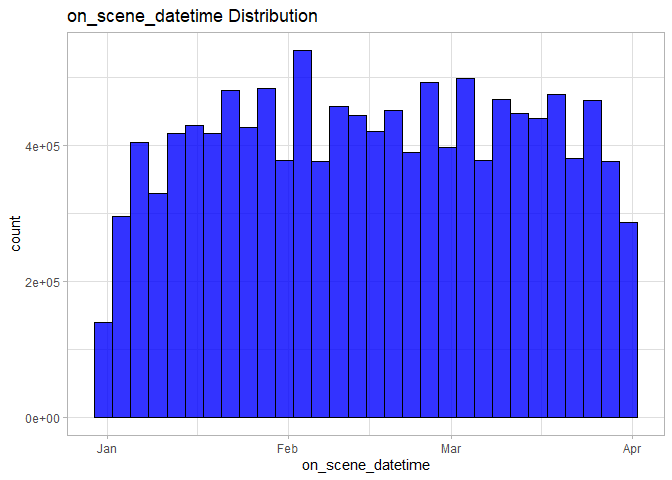 on_scene_datetime Distribution
count
4e+05
2e+05
0e+00
Jan
Feb
Mar
Apr
on_scene_datetime